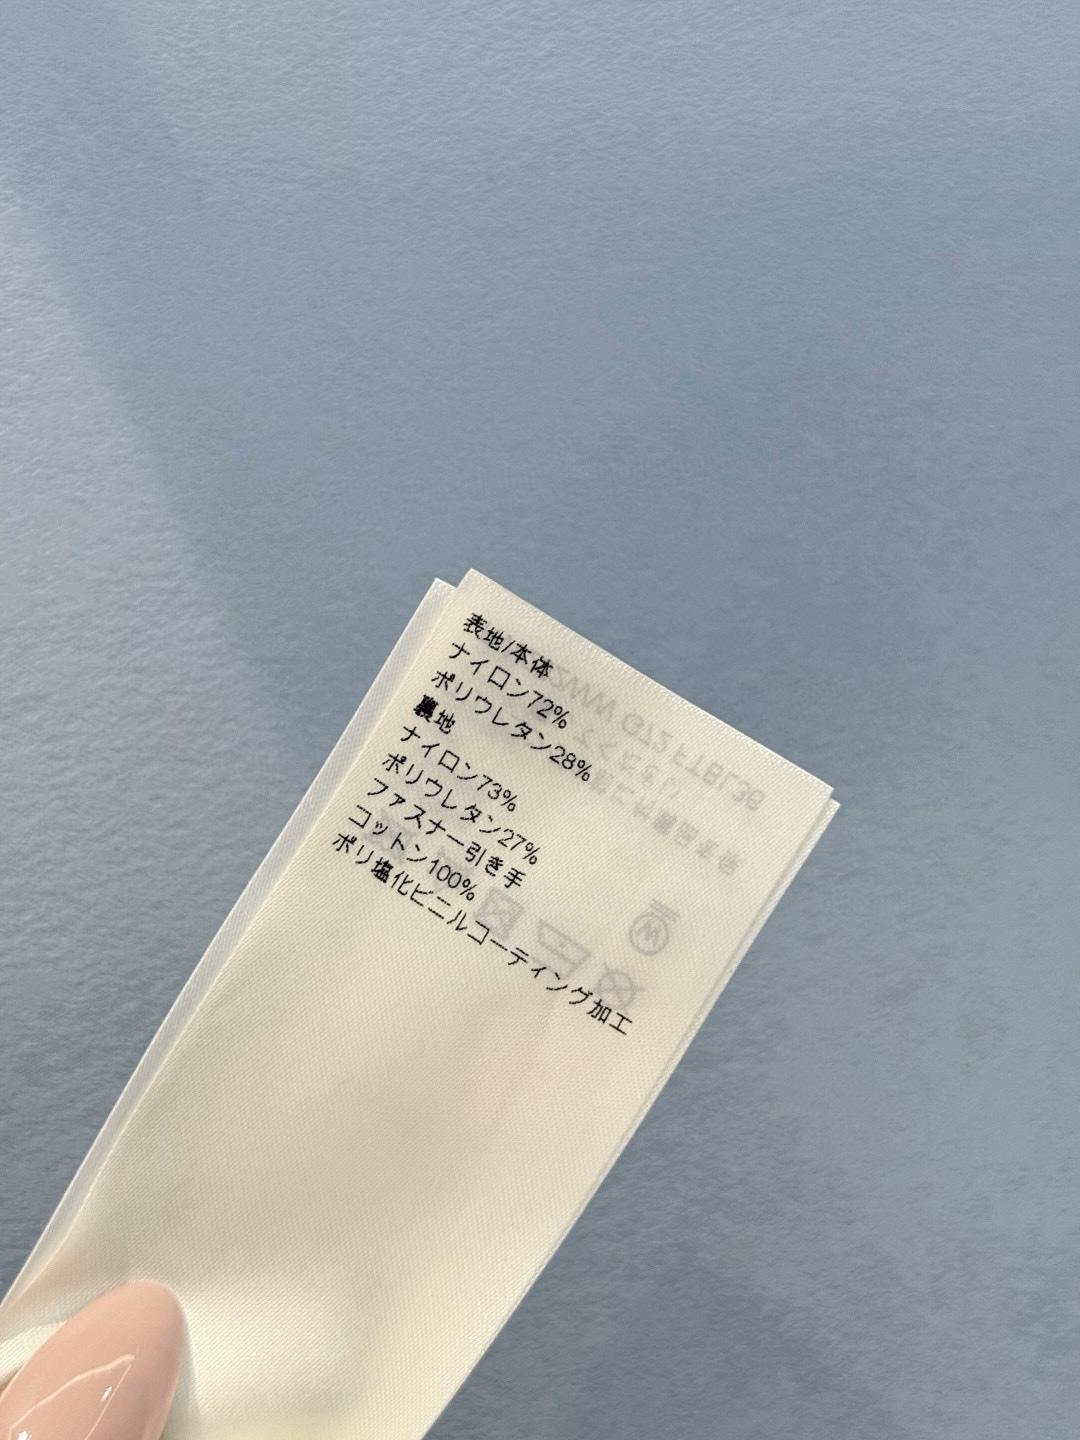 表地/本体
ナイロン72%
ポリウレタン28%
裏地
ナイロン73%
ポリウレタン27%
ファスナー引き手
コットン100%
ポリ塩化ビニルコーティング加工